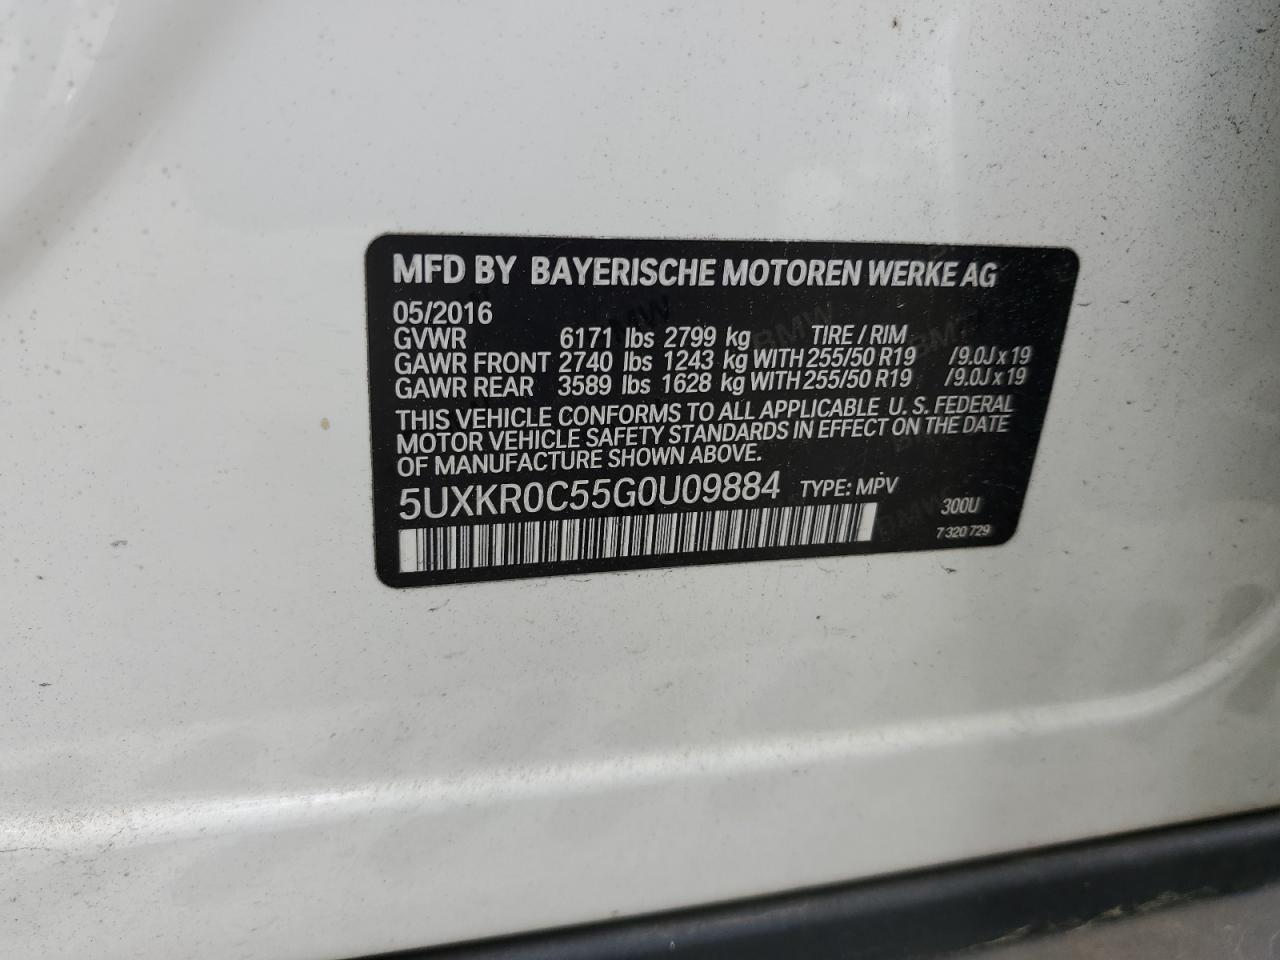 MFD BY BAYERISCHE MOTOREN WERKE AG
05/2016
GVWR 6171 lbs 2799 kg TIRE / RIM
GAWR FRONT 2740 lbs 1243 kg WITH 255/50 R19 /9.0J x 19
GAWR REAR 3589 lbs 1628 kg WITH 255/50 R19 /9.0J x 19
THIS VEHICLE CONFORMS TO ALL APPLICABLE U. S. FEDERAL
MOTOR VEHICLE SAFETY STANDARDS IN EFFECT ON THE DATE
OF MANUFACTURE SHOWN ABOVE.
5UXKR0C55G0U09884 TYPE: MPV
300U
7 320 729